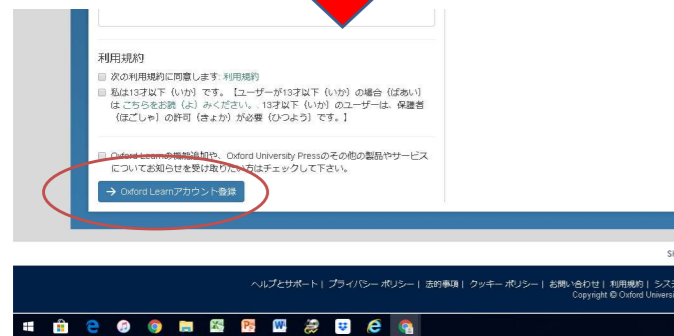 利用規約
次の利用規約に同意します: 利用規約
私は13才以下（いか）です。【ユーザーが13才以下（いか）の場合（ばあい）
は こちらをお読（よ）みください。. 13才以下（いか）のユーザーは、保護者
（ほごしゃ）の許可（きょか）が必要（ひつよう）です。】
Oxford Learnの機能追加や、Oxford University Pressのその他の製品やサービス
についてお知らせを受け取りたい方はチェックして下さい。
→ Oxford Learnアカウント登録
ヘルプとサポート | プライバシー ポリシー | 法的事項 | クッキー ポリシー | お問い合わせ | 利用規約 |
Copyright © Oxford